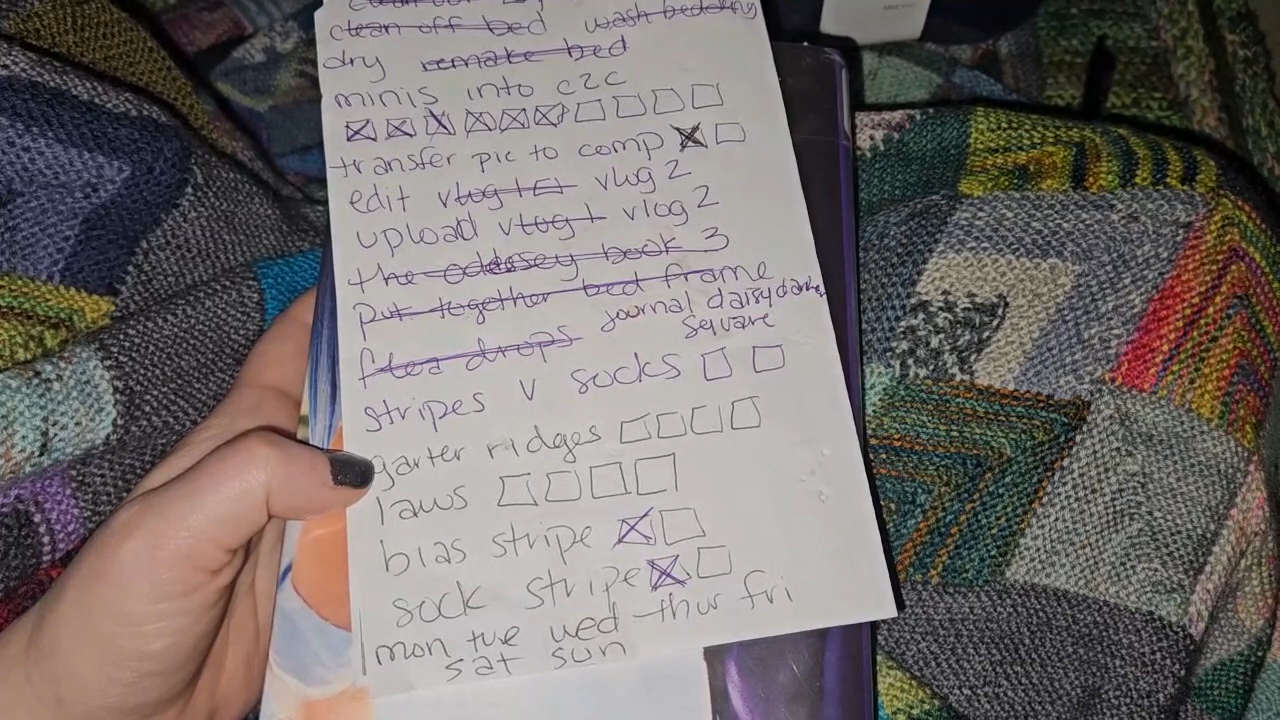 clean off bed wash bedding
dry remake bed
minis into c2c
transfer pic to comp
edit vlog 1 vlog 2
upload vlog 1 vlog 2
the odessey book 3
put together bed frame
flea drops journal daisy
square
stripes v socks
garter ridges
laws
bias stripe
sock stripe
mon tue wed thur fri
sat sun